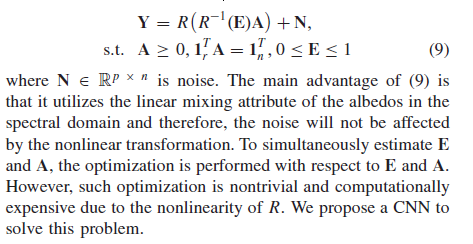 Y = R(R⁻¹(E)A) + N,
s.t. A ≥ 0, 1ᵣᵀA = 1ₙᵀ, 0 ≤ E ≤ 1 (9)
where N ∈ ℝᵖ ˣ ⁿ is noise. The main advantage of (9) is
that it utilizes the linear mixing attribute of the albedos in the
spectral domain and therefore, the noise will not be affected
by the nonlinear transformation. To simultaneously estimate E
and A, the optimization is performed with respect to E and A.
However, such optimization is nontrivial and computationally
expensive due to the nonlinearity of R. We propose a CNN to
solve this problem.